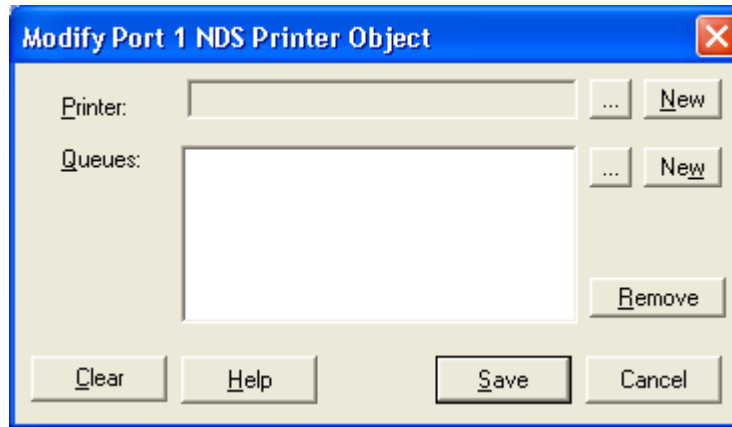 Modify Port 1 NDS Printer Object
Printer:
... New
Queues:
... New
Remove
Clear Help Save Cancel